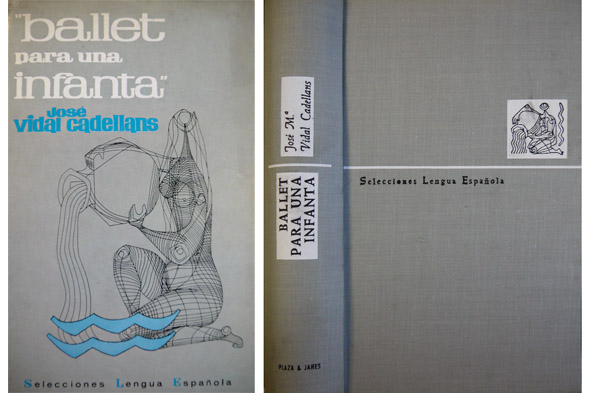 "ballet
para una
infanta"
José
vidal cadellans
Selecciones Lengua Española
José M.ª
Vidal Cadellans
BALLET
PARA UNA
INFANTA
PLAZA & JANES
Selecciones Lengua Española